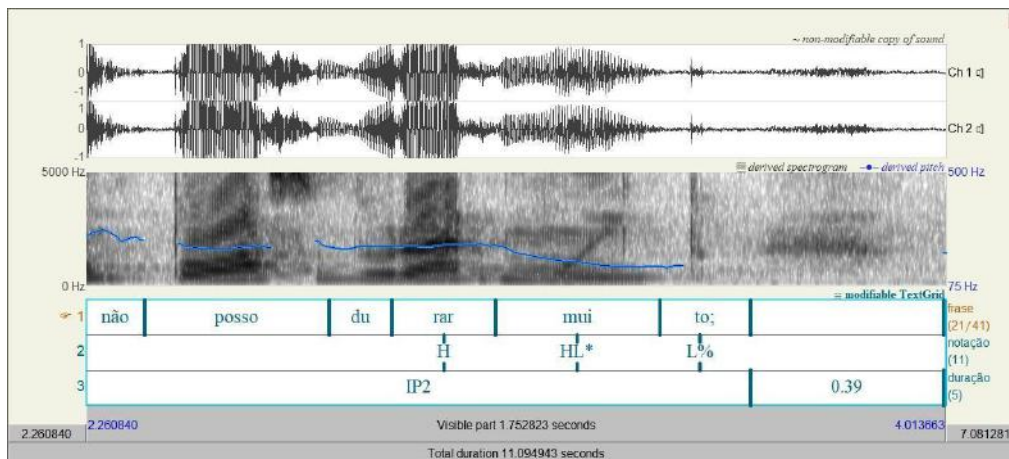 ~ non-modifiable copy of sound
1
0
-1
Ch 1
1
0
-1
Ch 2
derived spectrogram derived pitch
5000 Hz 500 Hz
0 Hz 75 Hz
= modifiable TextGrid
1 não posso du rar mui to; frase (21/41)
2 H HL* L% notação (11)
3 IP2 0.39 duração (5)
2.260840 Visible part 1.752823 seconds 4.013663
2.260840 7.081281
Total duration 11.094943 seconds